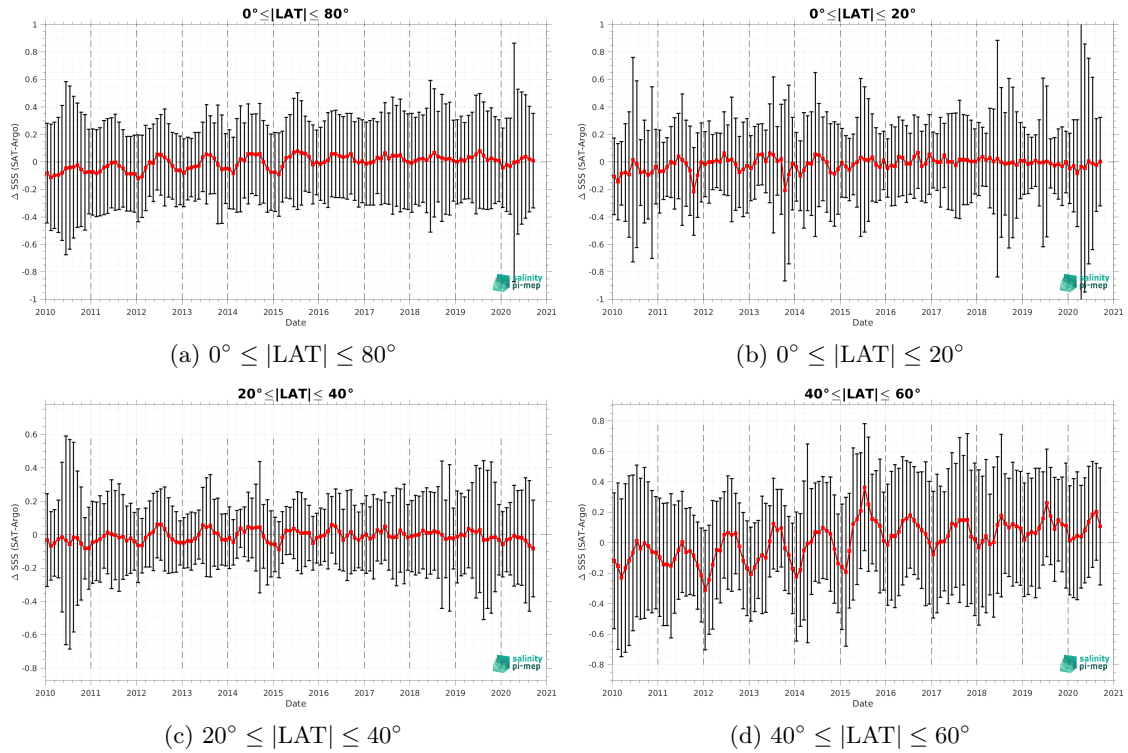 0°≤|LAT|≤ 80°
Δ SSS (SAT-Argo)
1
0.8
0.6
0.4
0.2
0
-0.2
-0.4
-0.6
-0.8
-1
salinity
pi-mep
2010 2011 2012 2013 2014 2015 2016 2017 2018 2019 2020 2021
Date
(a) 0° ≤ |LAT| ≤ 80°
0°≤|LAT|≤ 20°
Δ SSS (SAT-Argo)
1
0.8
0.6
0.4
0.2
0
-0.2
-0.4
-0.6
-0.8
-1
salinity
pi-mep
2010 2011 2012 2013 2014 2015 2016 2017 2018 2019 2020 2021
Date
(b) 0° ≤ |LAT| ≤ 20°
20°≤|LAT|≤ 40°
Δ SSS (SAT-Argo)
0.6
0.4
0.2
0
-0.2
-0.4
-0.6
-0.8
salinity
pi-mep
2010 2011 2012 2013 2014 2015 2016 2017 2018 2019 2020 2021
Date
(c) 20° ≤ |LAT| ≤ 40°
40°≤|LAT|≤ 60°
Δ SSS (SAT-Argo)
0.8
0.6
0.4
0.2
0
-0.2
-0.4
-0.6
-0.8
salinity
pi-mep
2010 2011 2012 2013 2014 2015 2016 2017 2018 2019 2020 2021
Date
(d) 40° ≤ |LAT| ≤ 60°